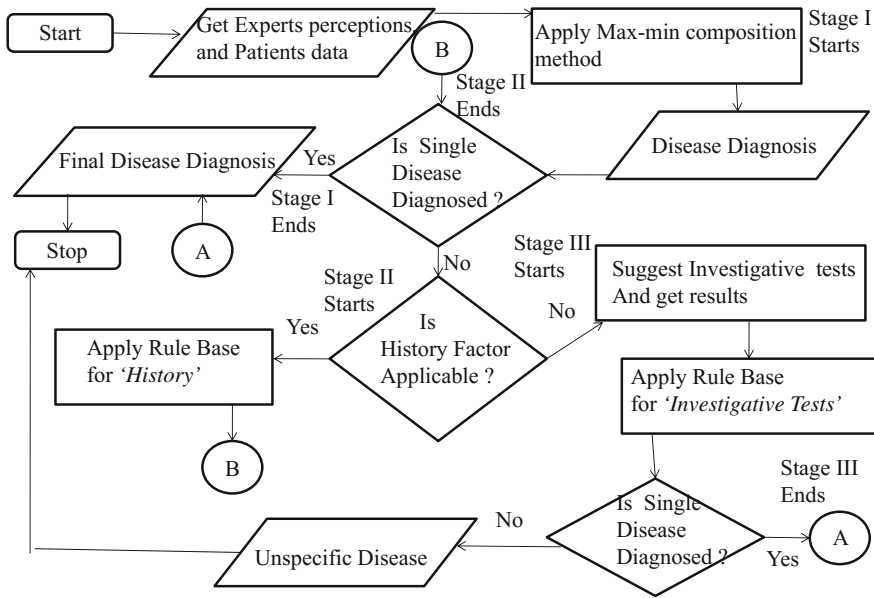 Start
Get Experts perceptions,
and Patients data
B
Stage I
Starts
Apply Max-min composition
method
Stage II
Ends
Disease Diagnosis
Is Single
Disease
Diagnosed ?
Yes
Stage I
Ends
Final Disease Diagnosis
A
Stop
No
Stage II
Starts
Is
History Factor
Applicable ?
Yes
Apply Rule Base
for 'History'
B
No
Stage III
Starts
Suggest Investigative tests
And get results
Apply Rule Base
for 'Investigative Tests'
Is Single
Disease
Diagnosed ?
Stage III
Ends
Yes
A
No
Unspecific Disease